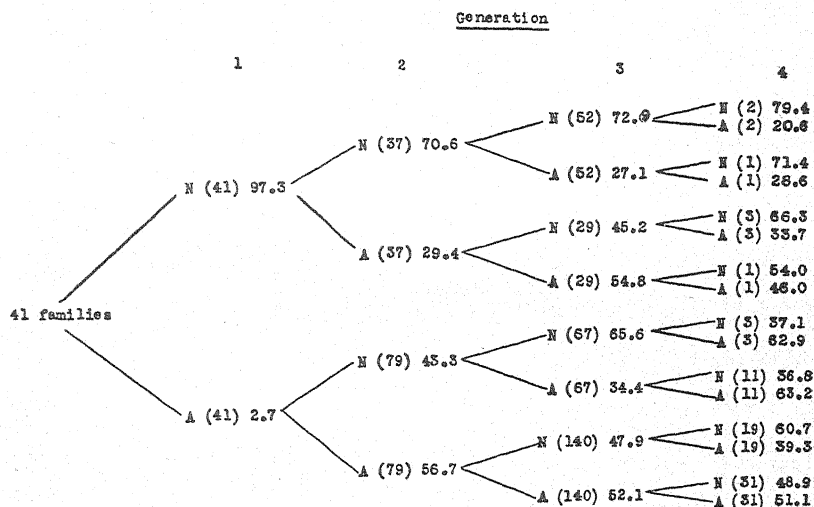 Generation
1 2 3 4
N (2) 79.4
N (52) 72.9
A (2) 20.6
N (37) 70.6
N (1) 71.4
A (52) 27.1
A (1) 28.6
N (41) 97.3
N (3) 66.3
N (29) 45.2
A (3) 33.7
A (37) 29.4
N (1) 54.0
A (29) 54.8
A (1) 46.0
41 families
N (3) 37.1
N (67) 65.6
A (3) 62.9
N (79) 43.3
N (11) 36.8
A (67) 34.4
A (11) 63.2
A (41) 2.7
N (19) 60.7
N (140) 47.9
A (19) 39.3
A (79) 56.7
N (31) 48.9
A (140) 52.1
A (31) 51.1